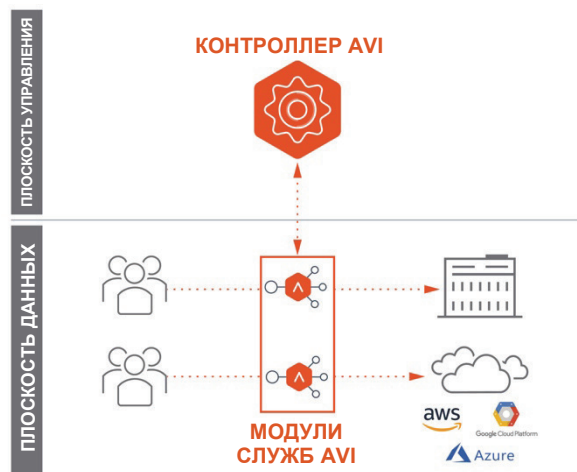 ПЛОСКОСТЬ УПРАВЛЕНИЯ
КОНТРОЛЛЕР AVI
ПЛОСКОСТЬ ДАННЫХ
МОДУЛИ
СЛУЖБ AVI
aws
Google Cloud Platform
Azure